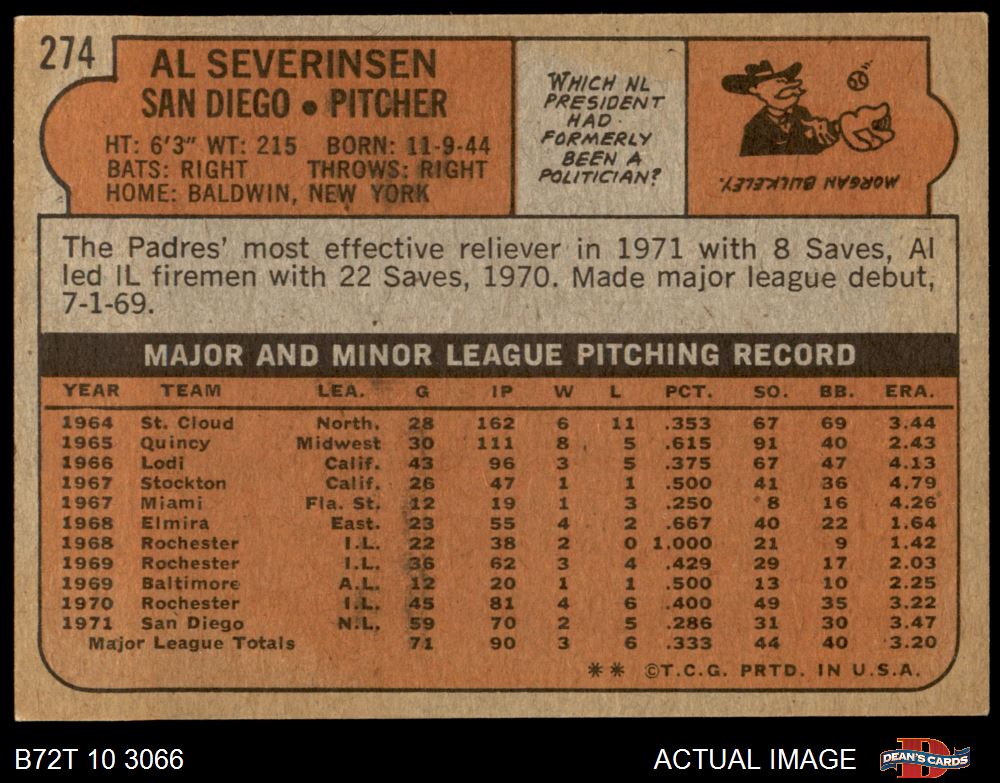 274
AL SEVERINSEN
SAN DIEGO • PITCHER
HT: 6'3" WT: 215 BORN: 11-9-44
BATS: RIGHT THROWS: RIGHT
HOME: BALDWIN, NEW YORK
WHICH NL
PRESIDENT
HAD
FORMERLY
BEEN A
POLITICIAN?
MORGAN BULKELEY.
The Padres' most effective reliever in 1971 with 8 Saves, Al
led IL firemen with 22 Saves, 1970. Made major league debut,
7-1-69.
MAJOR AND MINOR LEAGUE PITCHING RECORD
YEAR TEAM LEA. G IP W L PCT. SO. BB. ERA.
1964 St. Cloud North. 28 162 6 11 .353 67 69 3.44
1965 Quincy Midwest 30 111 8 5 .615 91 40 2.43
1966 Lodi Calif. 43 96 3 5 .375 67 47 4.13
1967 Stockton Calif. 26 47 1 1 .500 41 36 4.79
1967 Miami Fla. St. 12 19 1 3 .250 8 16 4.26
1968 Elmira East. 23 55 4 2 .667 40 22 1.64
1968 Rochester I.L. 22 38 2 0 1.000 21 9 1.42
1969 Rochester I.L. 36 62 3 4 .429 29 17 2.03
1969 Baltimore A.L. 12 20 1 1 .500 13 10 2.25
1970 Rochester I.L. 45 81 4 6 .400 49 35 3.22
1971 San Diego N.L. 59 70 2 5 .286 31 30 3.47
Major League Totals 71 90 3 6 .333 44 40 3.20
** ©T.C.G. PRTD. IN U.S.A.
B72T 10 3066
ACTUAL IMAGE
DEAN'S CARDS